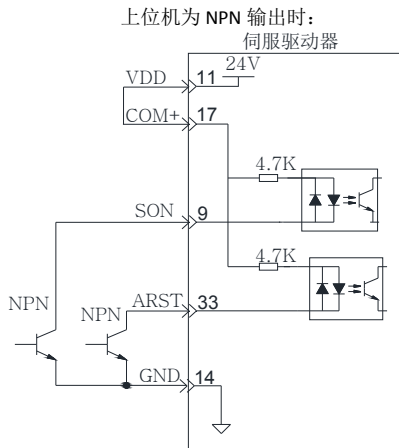 上位机为 NPN 输出时:
伺服驱动器
24V
VDD 11
COM+ 17
4.7K
SON 9
4.7K
NPN
NPN
ARST 33
GND 14